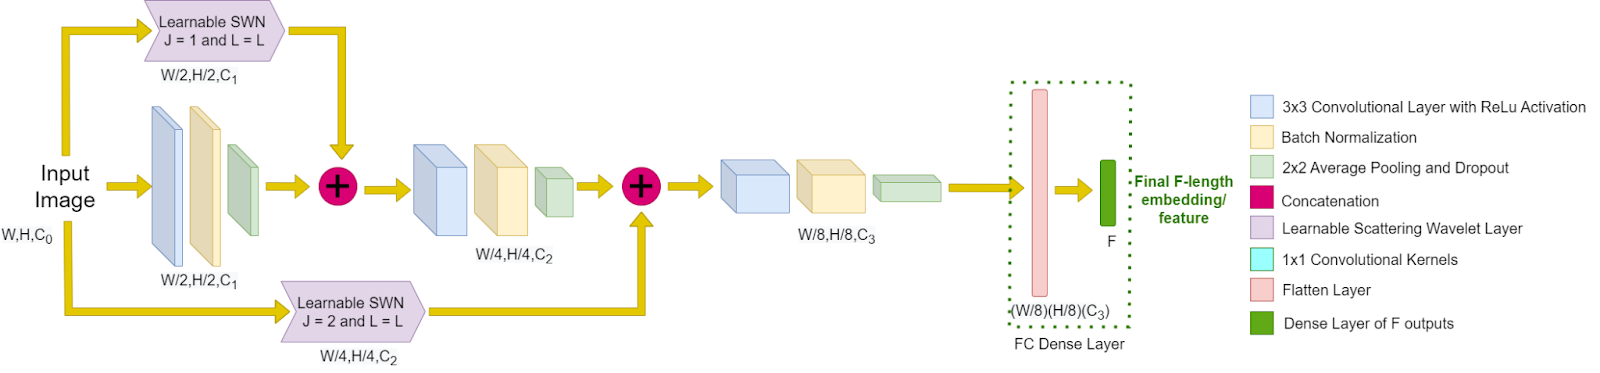 Learnable SWN
J = 1 and L = L
W/2,H/2,C1
Input
Image
W,H,C0
W/2,H/2,C1
Learnable SWN
J = 2 and L = L
W/4,H/4,C2
+
W/4,H/4,C2
+
W/8,H/8,C3
(W/8)(H/8)(C3)
FC Dense Layer
F
Final F-length
embedding/
feature
3x3 Convolutional Layer with ReLu Activation
Batch Normalization
2x2 Average Pooling and Dropout
Concatenation
Learnable Scattering Wavelet Layer
1x1 Convolutional Kernels
Flatten Layer
Dense Layer of F outputs